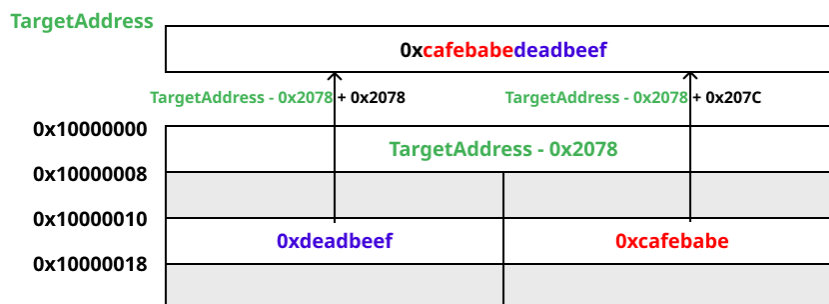 TargetAddress
0xcafebabedeadbeef
TargetAddress - 0x2078 + 0x2078
TargetAddress - 0x2078 + 0x207C
0x10000000
TargetAddress - 0x2078
0x10000008
0x10000010
0xdeadbeef
0xcafebabe
0x10000018